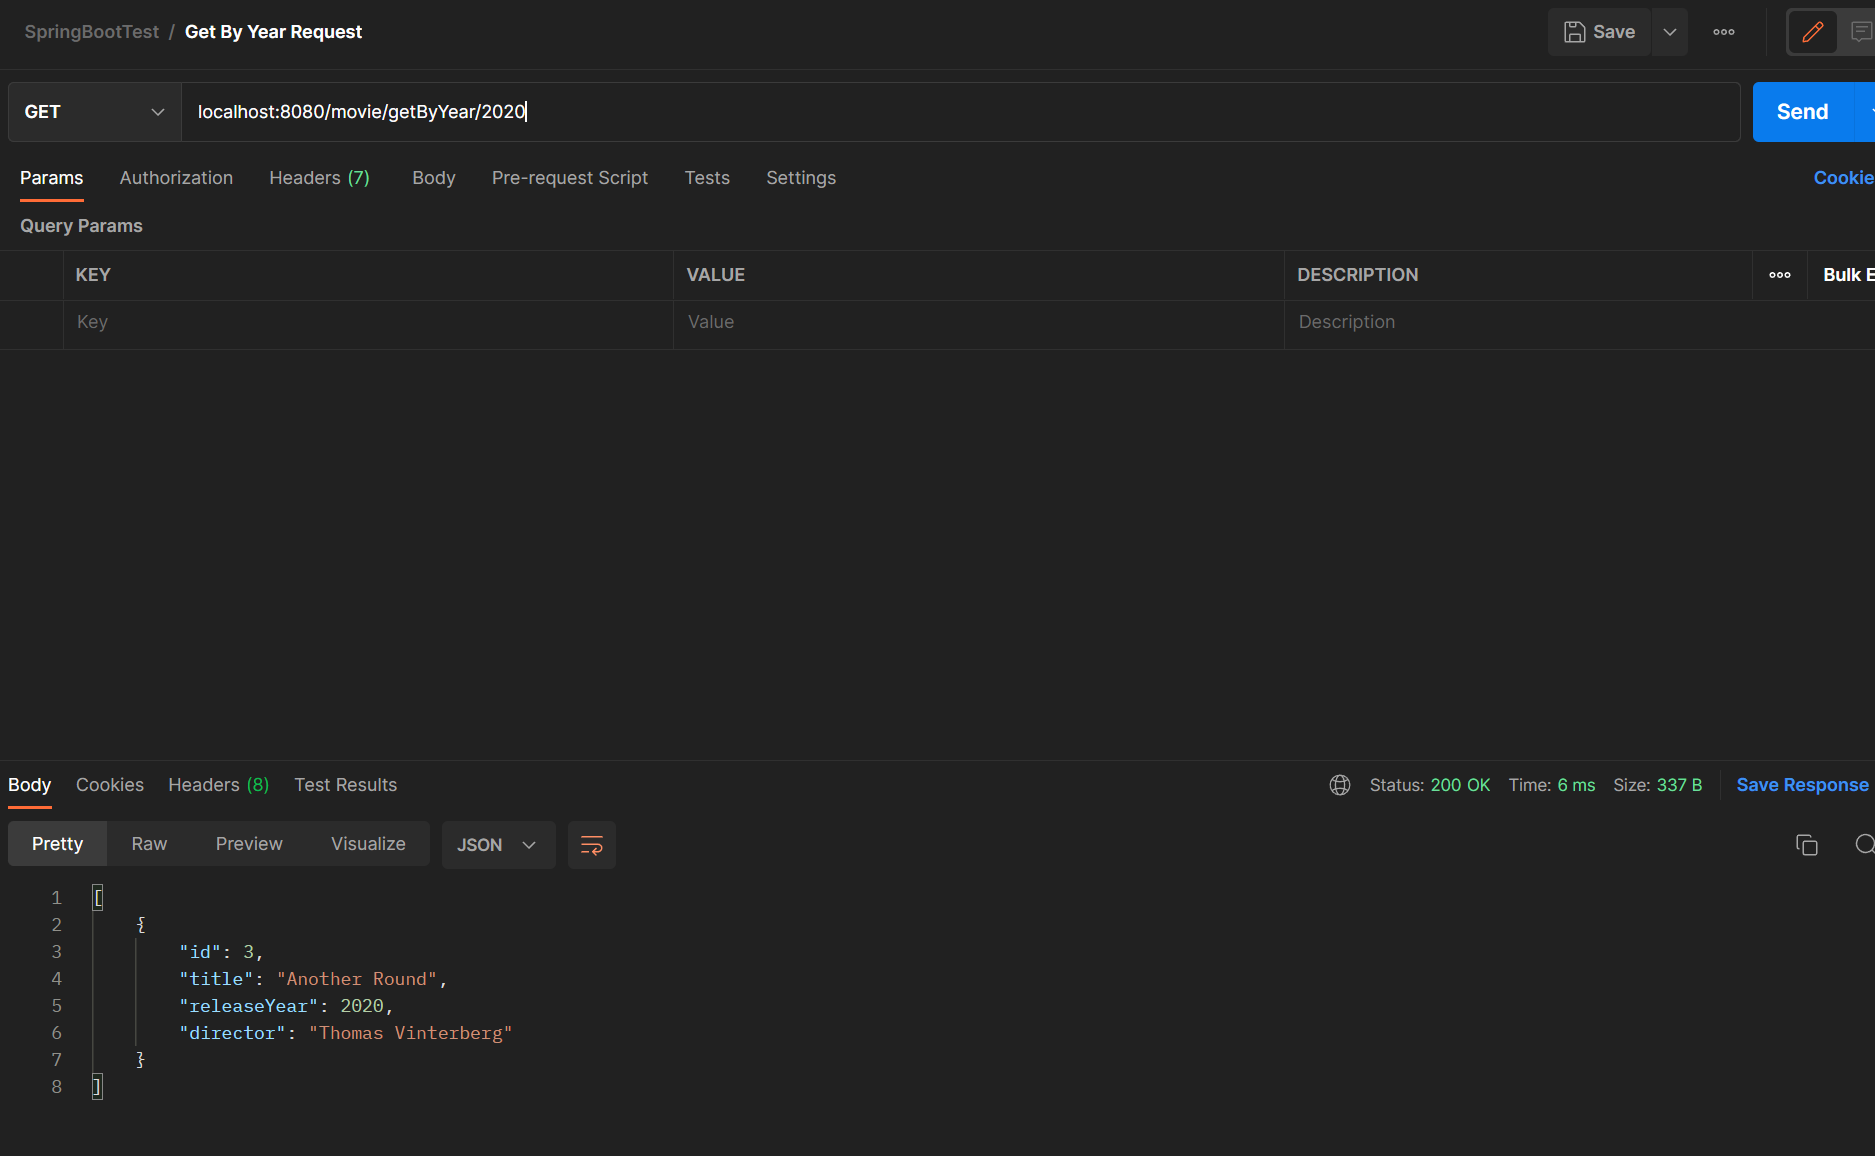 SpringBootTest / Get By Year Request
Save
GET
localhost:8080/movie/getByYear/2020
Send
Params Authorization Headers (7) Body Pre-request Script Tests Settings
Cookie
Query Params
KEY VALUE DESCRIPTION
Bulk E
Key Value Description
Body Cookies Headers (8) Test Results
Status: 200 OK Time: 6 ms Size: 337 B Save Response
Pretty Raw Preview Visualize JSON
1 [
2 {
3 "id": 3,
4 "title": "Another Round",
5 "releaseYear": 2020,
6 "director": "Thomas Vinterberg"
7 }
8 ]